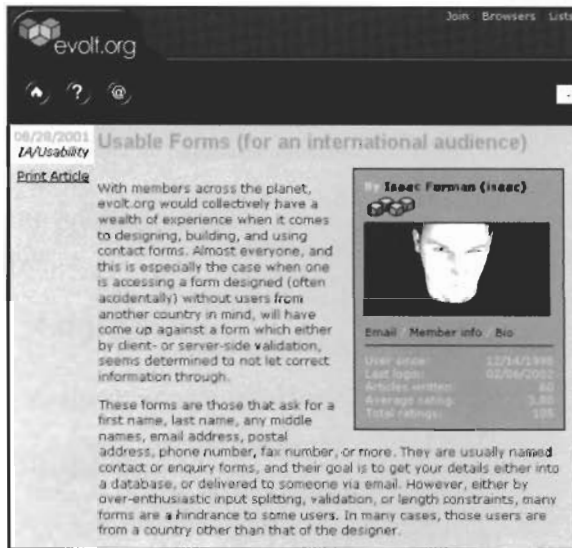 Join Browsers Lists
evolt.org
?
@
08/28/2001
IA/Usability
Print Article
Usable Forms (for an international audience)
By Isaac Forman (isaac)
Email Member info Bio
User since: 12/14/1998
Last login: 02/06/2002
Articles written: 60
Average rating: 3.80
Total ratings: 105
With members across the planet,
evolt.org would collectively have a
wealth of experience when it comes
to designing, building, and using
contact forms. Almost everyone, and
this is especially the case when one
is accessing a form designed (often
accidentally) without users from
another country in mind, will have
come up against a form which either
by client- or server-side validation,
seems determined to not let correct
information through.
These forms are those that ask for a
first name, last name, any middle
names, email address, postal
address, phone number, fax number, or more. They are usually named
contact or enquiry forms, and their goal is to get your details either into
a database, or delivered to someone via email. However, either by
over-enthusiastic input splitting, validation, or length constraints, many
forms are a hindrance to some users. In many cases, those users are
from a country other than that of the designer.